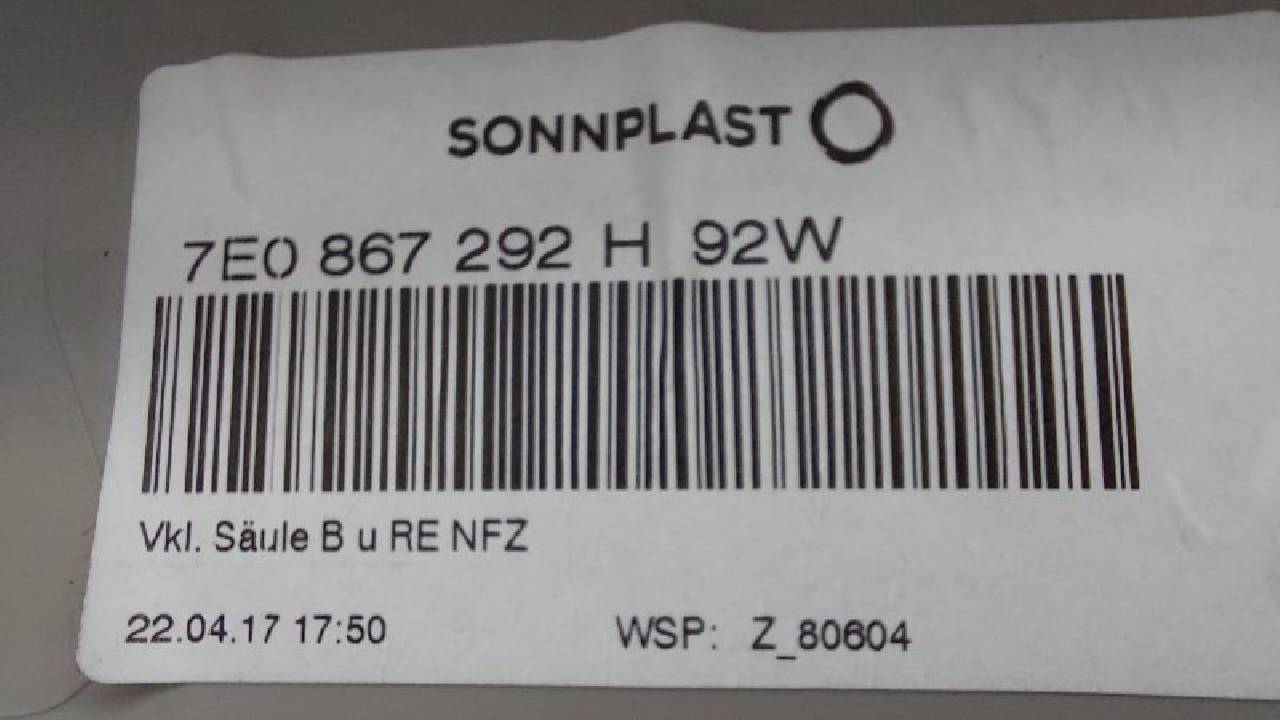 SONNPLAST
7E0 867 292 H 92W
Vkl. Säule B u RE NFZ
22.04.17 17:50 WSP: Z_80604